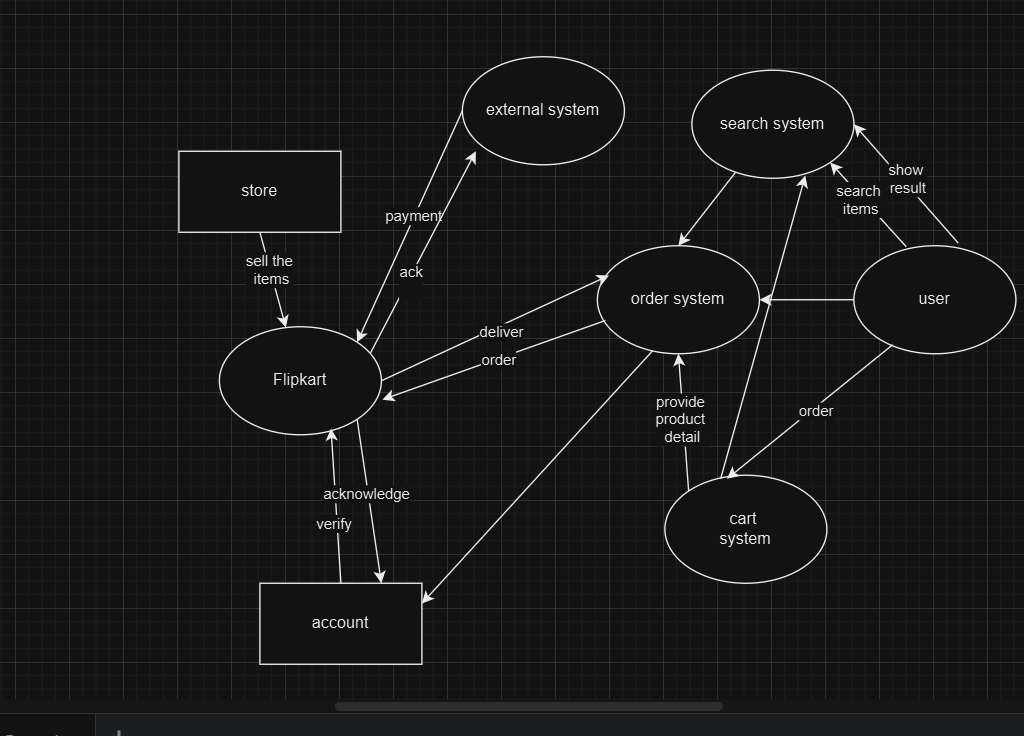 external system
search system
store
show
result
search
items
payment
sell the
items
ack
order system
user
deliver
order
Flipkart
provide
product
detail
order
acknowledge
verify
cart
system
account